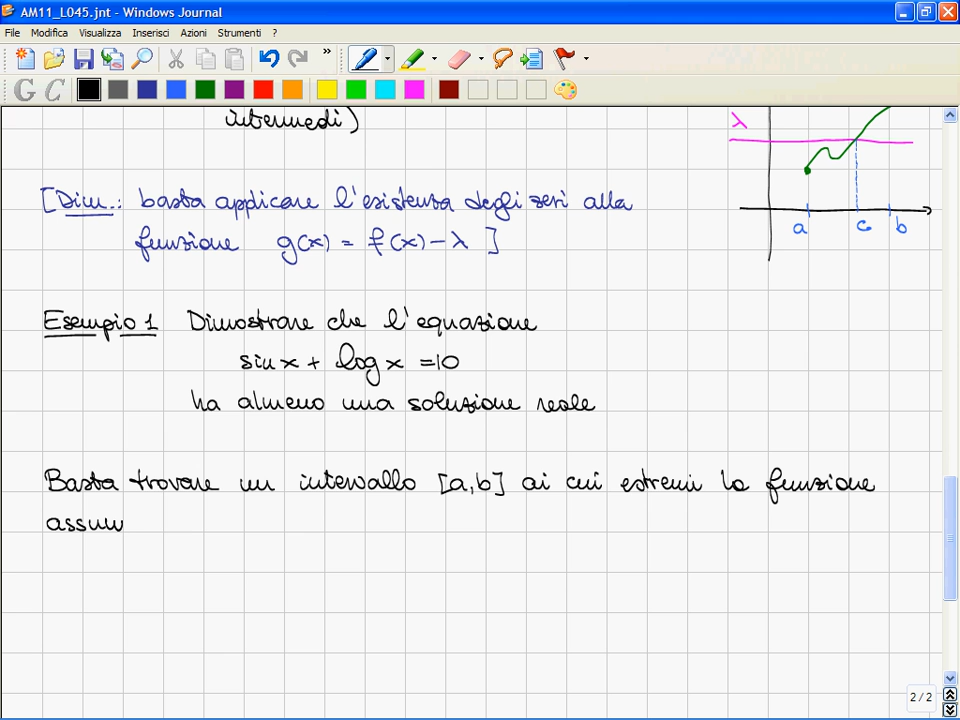 AM11_L045.jnt - Windows Journal
File Modifica Visualizza Inserisci Azioni Strumenti ?
G C
intermedi)
λ
a c b
[Dim.: basta applicare l'esistenza degli zeri alla
funzione g(x) = f(x) - λ ]
Esempio 1 Dimostrare che l'equazione
sin x + log x = 10
ha almeno una soluzione reale
Basta trovare un intervallo [a,b] ai cui estremi la funzione
assum
2 / 2